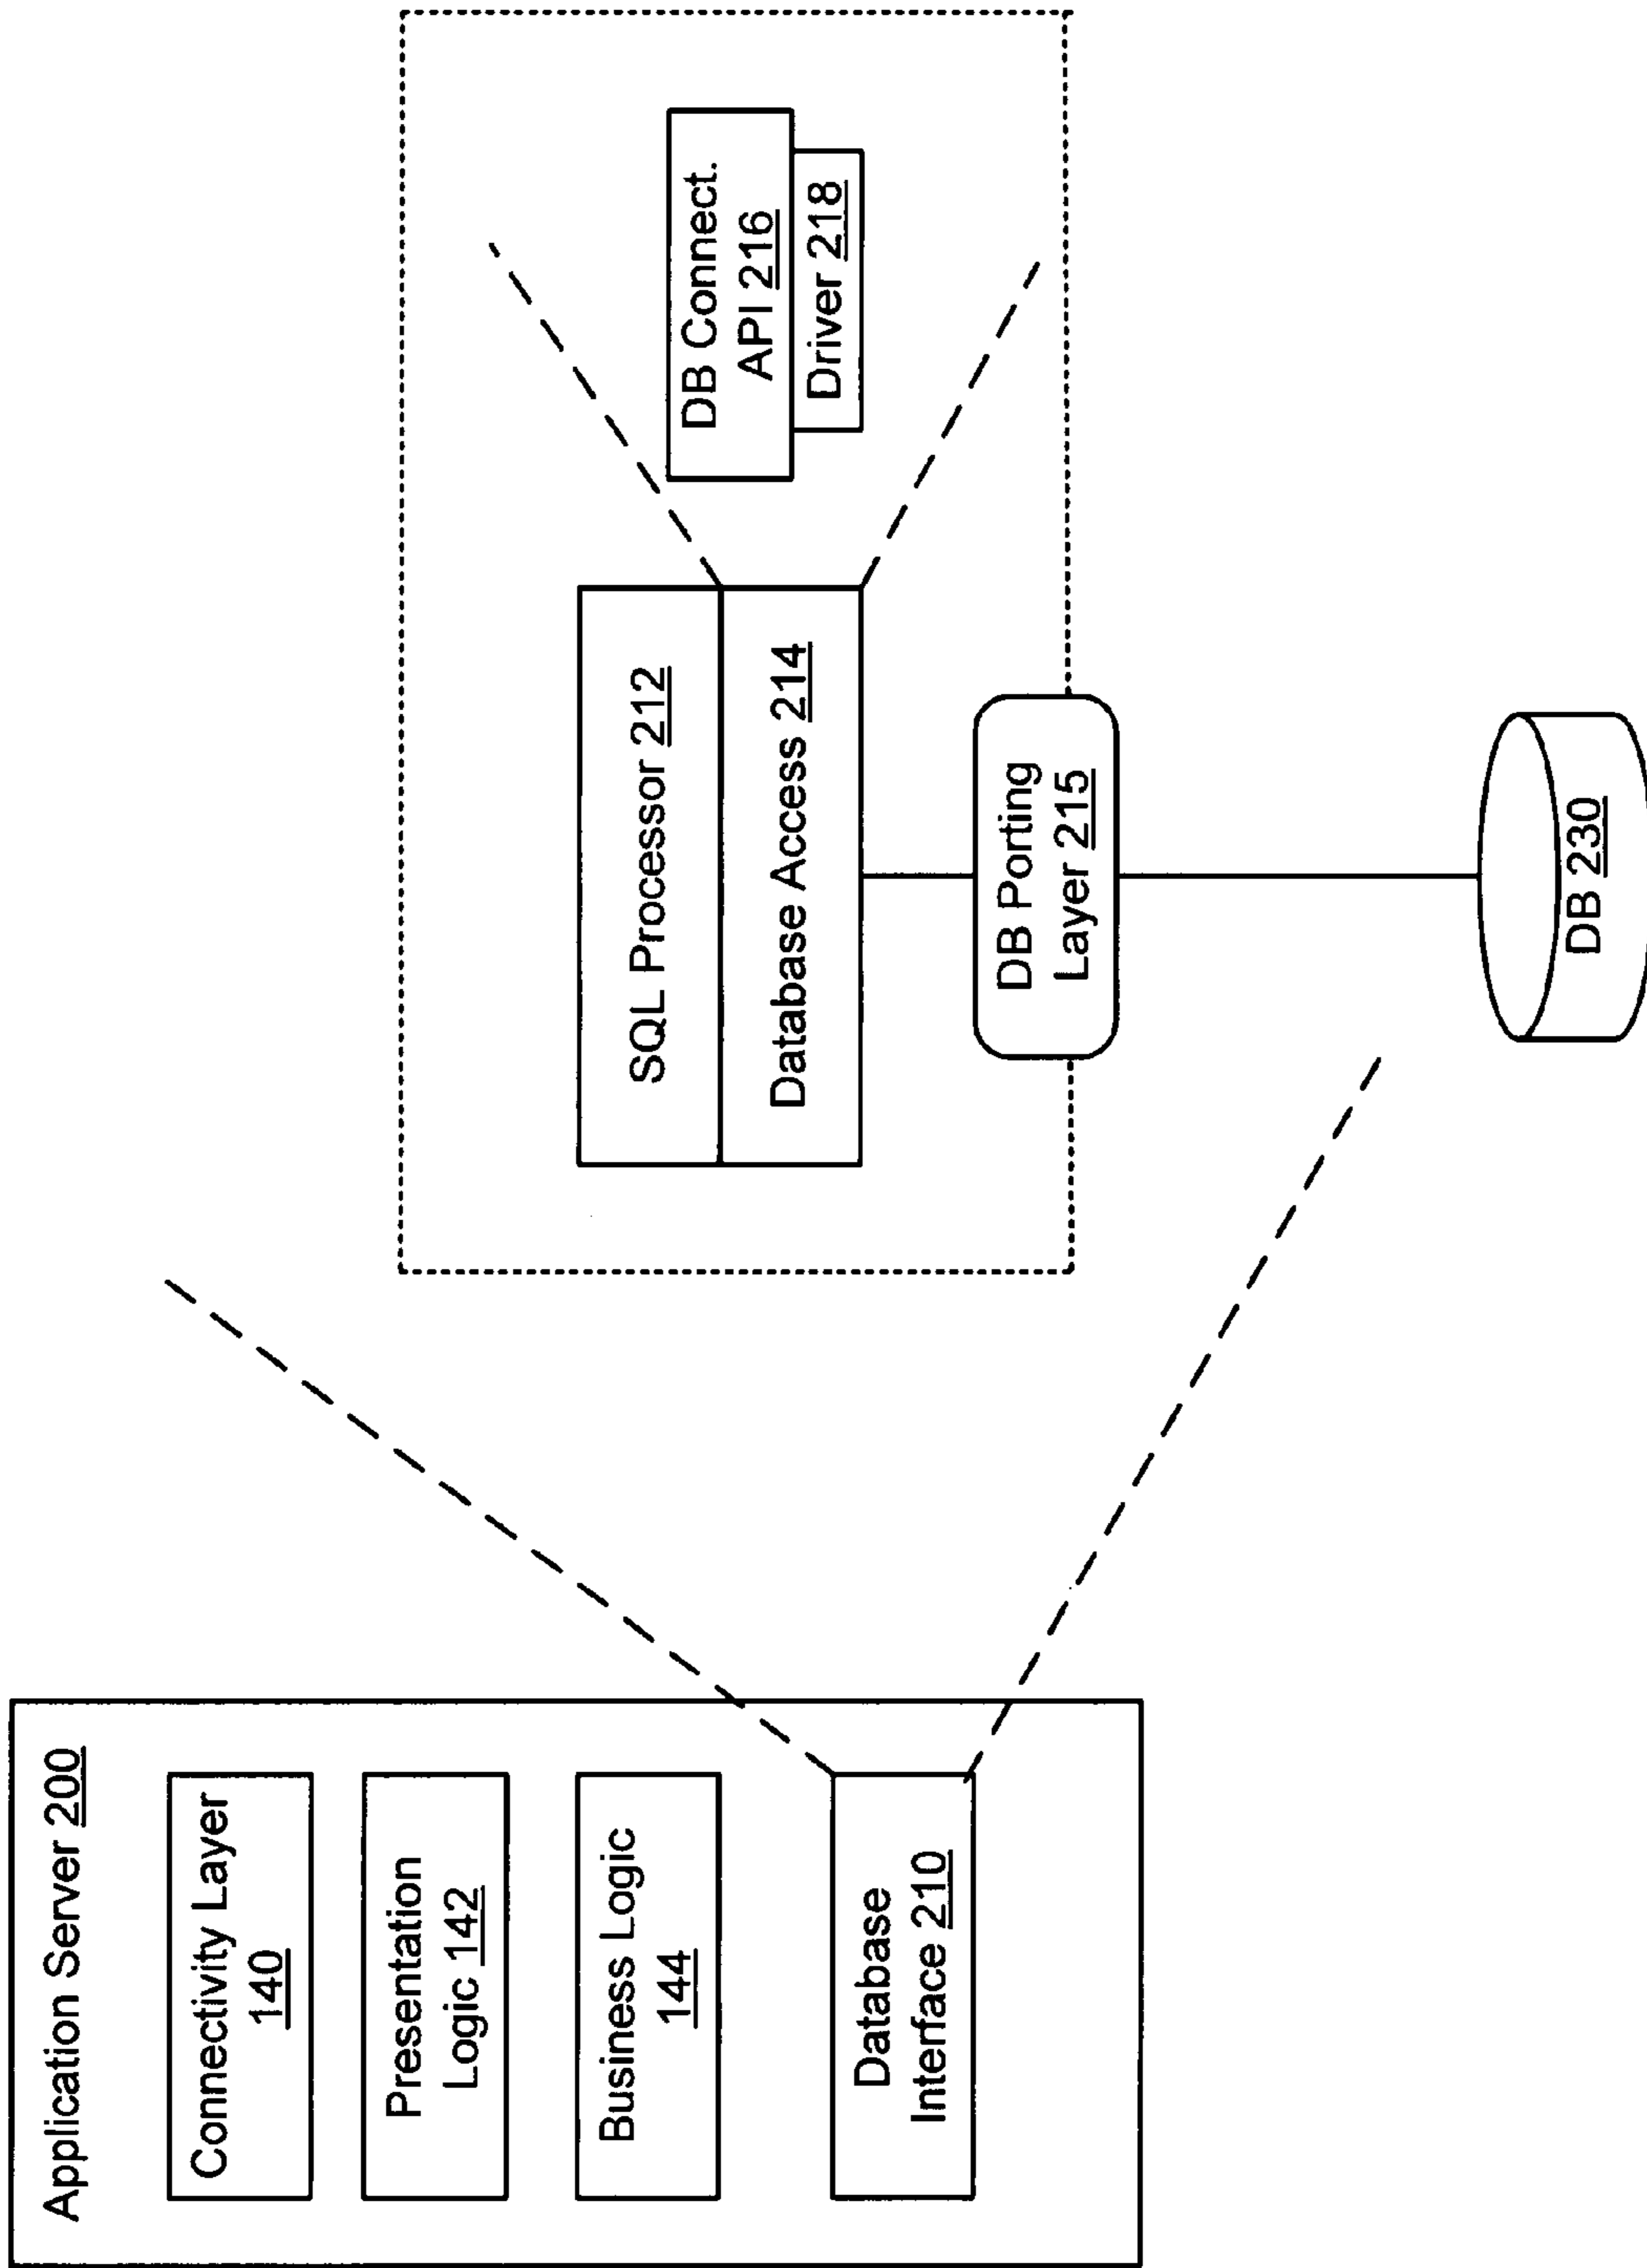 Application Server 200
Connectivity Layer
140
Presentation
Logic 142
Business Logic
144
Database
Interface 210
SQL Processor 212
Database Access 214
DB Porting
Layer 215
DB Connect.
API 216
Driver 218
DB 230